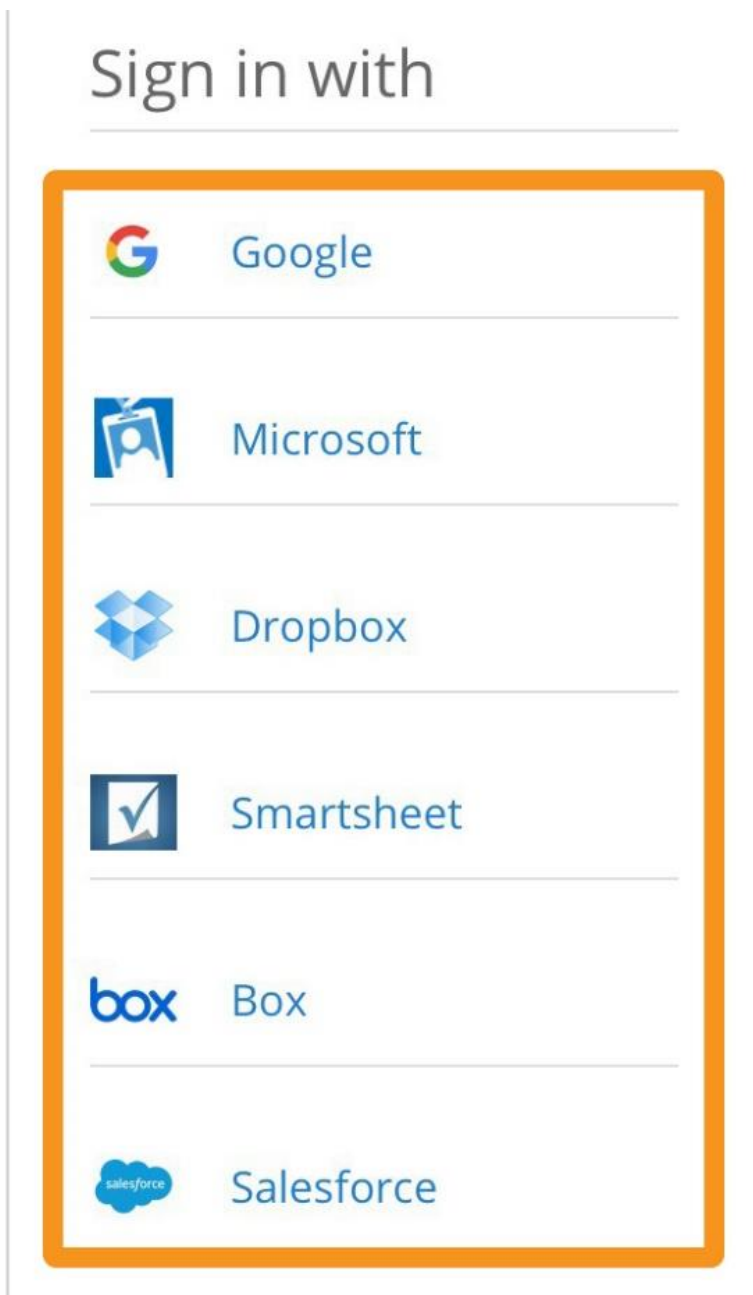 Sign in with
Google
Microsoft
Dropbox
Smartsheet
box Box
salesforce Salesforce